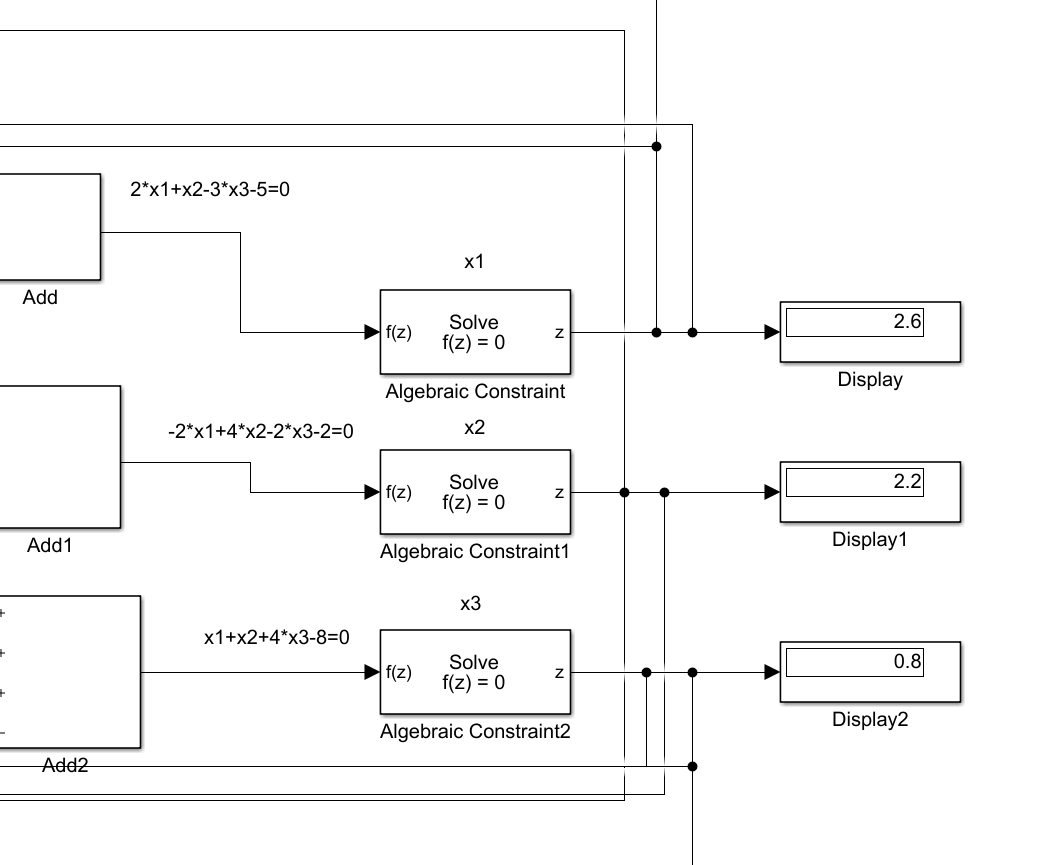 2*x1+x2-3*x3-5=0
Add
x1
f(z)
Solve
f(z) = 0
z
Algebraic Constraint
2.6
Display
-2*x1+4*x2-2*x3-2=0
Add1
x2
f(z)
Solve
f(z) = 0
z
Algebraic Constraint1
2.2
Display1
+
+
+
−
Add2
x1+x2+4*x3-8=0
x3
f(z)
Solve
f(z) = 0
z
Algebraic Constraint2
0.8
Display2